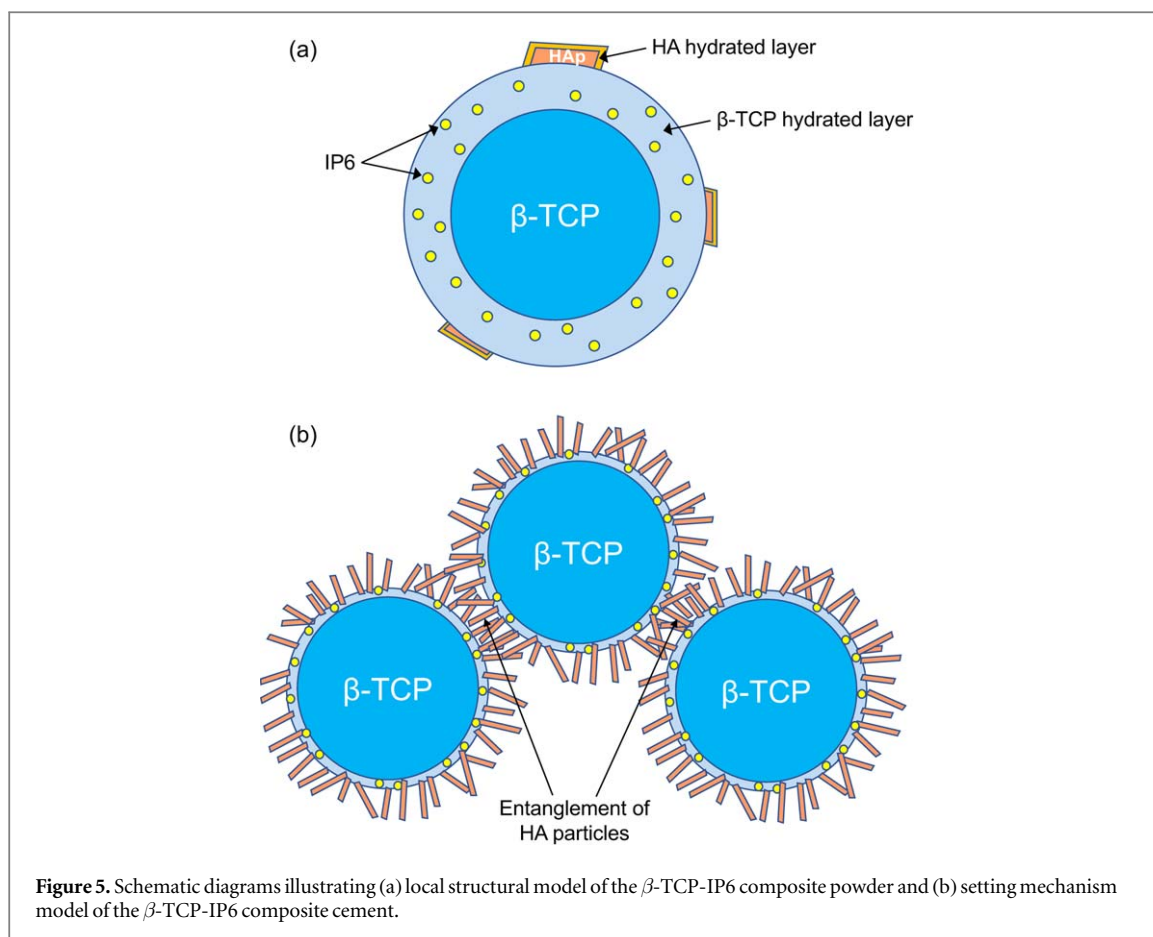 (a)
HAp
HA hydrated layer
β-TCP hydrated layer
IP6
β-TCP
(b)
β-TCP
β-TCP
β-TCP
Entanglement of
HA particles
Figure 5. Schematic diagrams illustrating (a) local structural model of the β-TCP-IP6 composite powder and (b) setting mechanism
model of the β-TCP-IP6 composite cement.